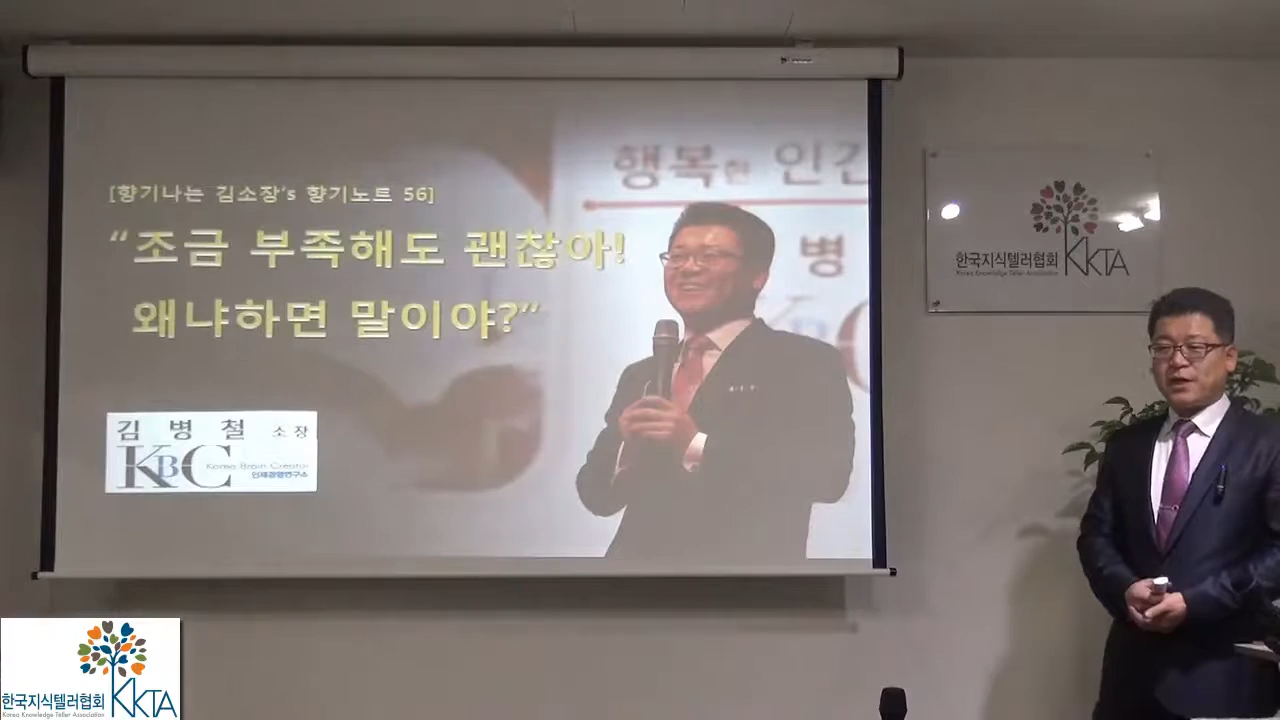 [향기나는 김소장's 향기노트 56]
“조금 부족해도 괜찮아!
왜냐하면 말이야?”
김 병 철 소 장
KBC Korea Brain Creator
인재경영연구소
행복한 인간
병
한국지식텔러협회 KKTA
Korea Knowledge Teller Association
한국지식텔러협회 KKTA
Korea Knowledge Teller Association